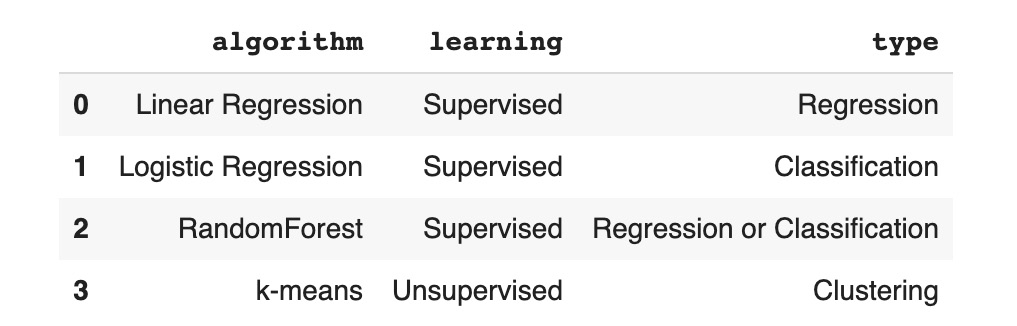 algorithm learning type
0 Linear Regression Supervised Regression
1 Logistic Regression Supervised Classification
2 RandomForest Supervised Regression or Classification
3 k-means Unsupervised Clustering